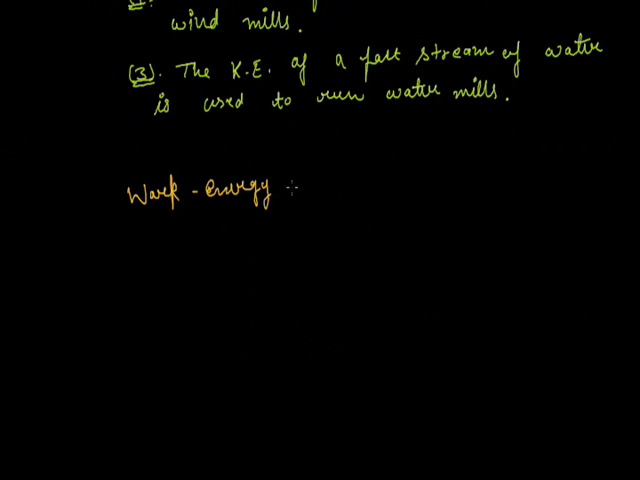 wind mills.
(3). The K.E. of a fast stream of water
is used to run water mills.
Work - energy